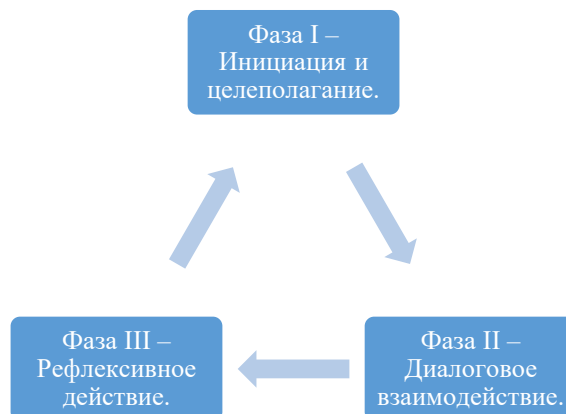 Фаза I –
Инициация и
целеполагание.
Фаза III –
Рефлексивное
действие.
Фаза II –
Диалоговое
взаимодействие.